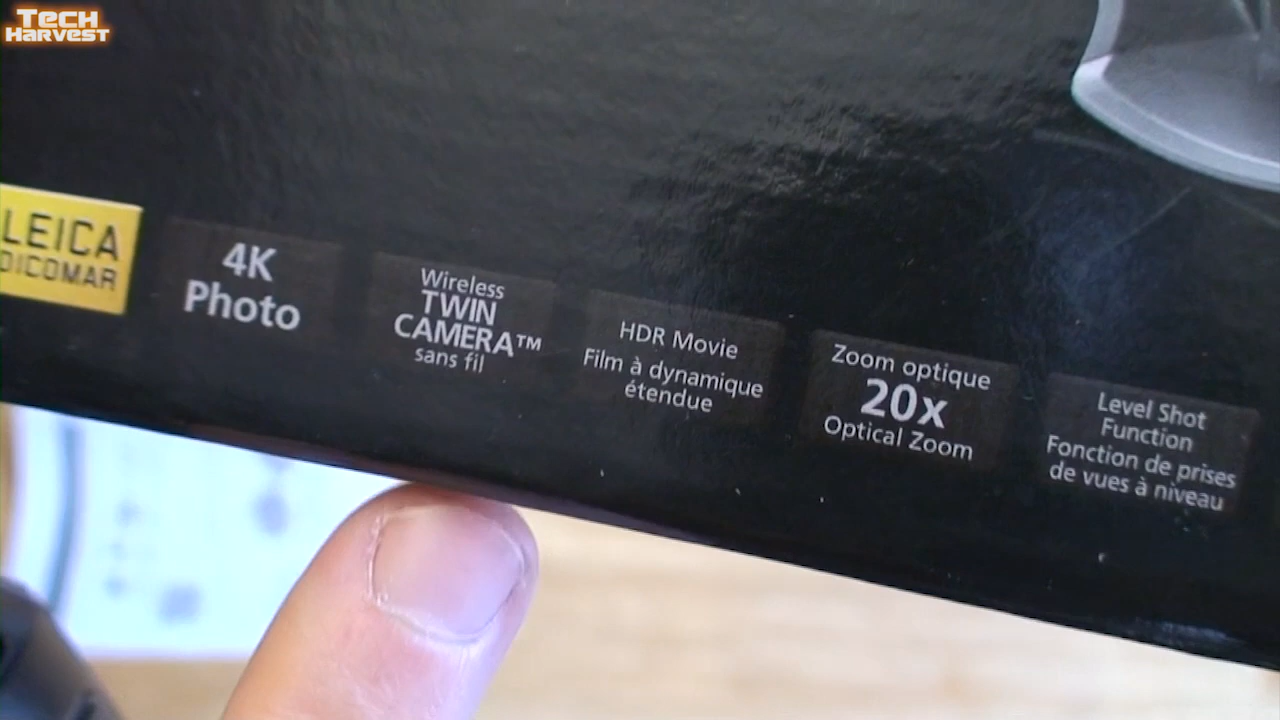 TECH
HARVEST
LEICA
DICOMAR
4K
Photo
Wireless
TWIN
CAMERA™
sans fil
HDR Movie
Film à dynamique
étendue
Zoom optique
20x
Optical Zoom
Level Shot
Function
Fonction de prises
de vues à niveau